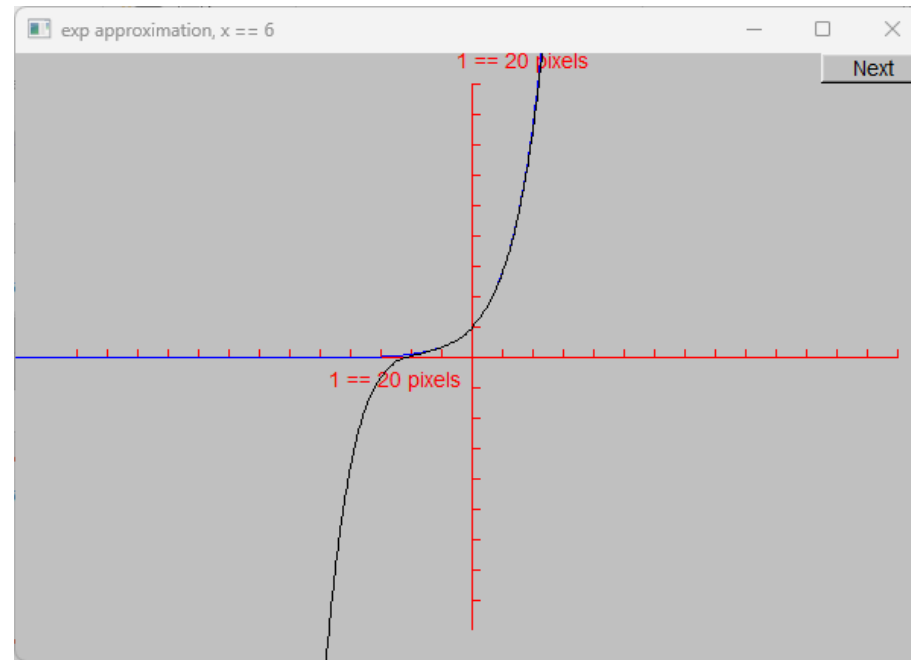 exp approximation, x == 6
1 == 20 pixels
Next
1 == 20 pixels